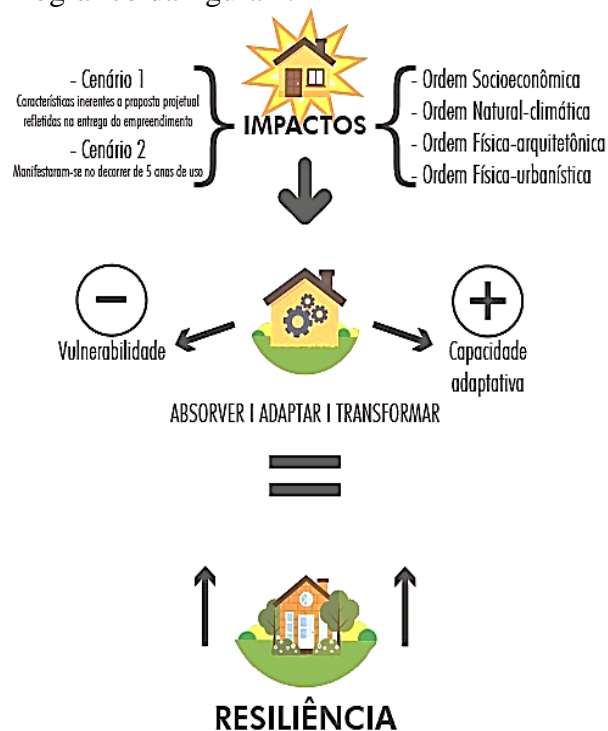 - Cenário 1
Características inerentes a proposta projetual
refletidas na entrega do empreendimento
- Cenário 2
Manifestaram-se no decorrer de 5 anos de uso
IMPACTOS
- Ordem Socioeconômica
- Ordem Natural-climática
- Ordem Física-arquitetônica
- Ordem Física-urbanística
Vulnerabilidade
Capacidade
adaptativa
ABSORVER I ADAPTAR I TRANSFORMAR
RESILIÊNCIA